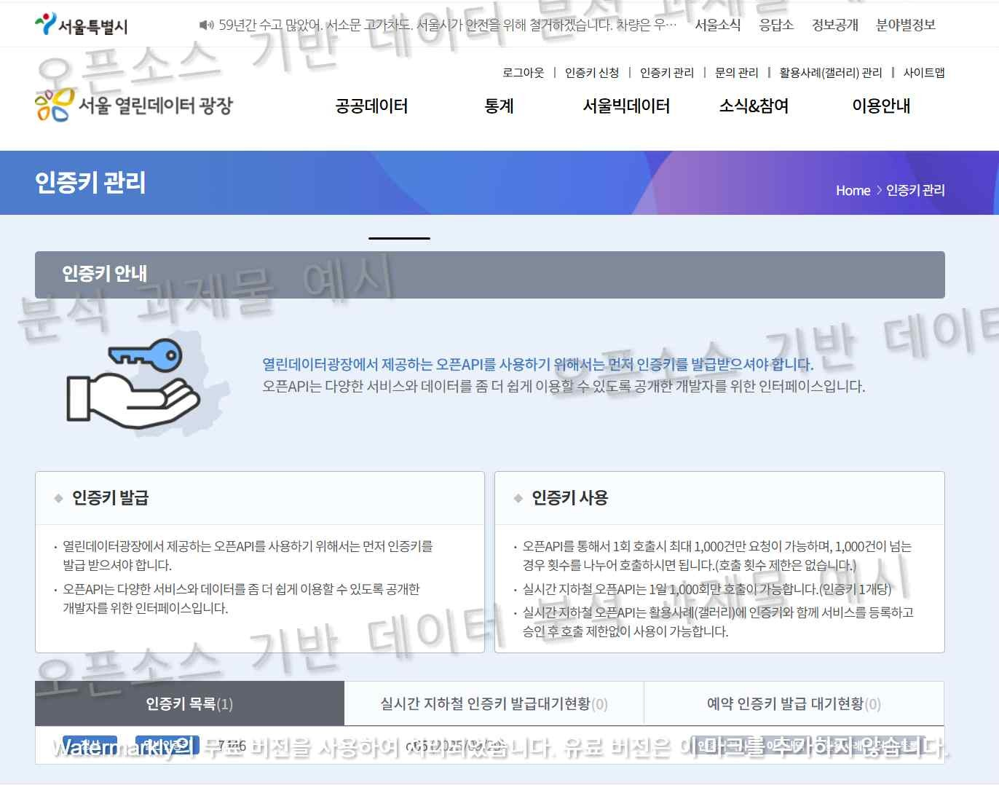 서울특별시
59년간 수고 많았어. 서소문 고가차도. 서울시가 안전을 위해 철거하겠습니다. 차량은 우…
서울소식 응답소 정보공개 분야별정보
오픈소스 기반 데이터 분석 과제물
로그아웃 | 인증키 신청 | 인증키 관리 | 문의 관리 | 활용사례(갤러리) 관리 | 사이트맵
서울 열린데이터 광장
공공데이터 통계 서울빅데이터 소식&참여 이용안내
인증키 관리
Home > 인증키 관리
인증키 안내
분석 과제물 예시
오픈소스 기반 데이터
열린데이터광장에서 제공하는 오픈API를 사용하기 위해서는 먼저 인증키를 발급받으셔야 합니다.
오픈API는 다양한 서비스와 데이터를 좀 더 쉽게 이용할 수 있도록 공개한 개발자를 위한 인터페이스입니다.
인증키 발급
· 열린데이터광장에서 제공하는 오픈API를 사용하기 위해서는 먼저 인증키를
발급 받으셔야 합니다.
· 오픈API는 다양한 서비스와 데이터를 좀 더 쉽게 이용할 수 있도록 공개한
개발자를 위한 인터페이스입니다.
인증키 사용
· 오픈API를 통해서 1회 호출시 최대 1,000건만 요청이 가능하며, 1,000건이 넘는
경우 횟수를 나누어 호출하시면 됩니다.(호출 횟수 제한은 없습니다.)
· 실시간 지하철 오픈API는 1일 1,000회만 호출이 가능합니다.(인증키 1개당)
· 실시간 지하철 오픈API는 활용사례(갤러리)에 인증키와 함께 서비스를 등록하고
승인 후 호출 제한없이 사용이 가능합니다.
오픈소스 기반 데이터 분석 과제물 예시
인증키 목록(1)
실시간 지하철 인증키 발급대기현황(0)
예약 인증키 발급 대기현황(0)
Watermarkly의 무료 버전을 사용하여 처리되었습니다. 유료 버전은 이 마크를 추가하지 않습니다.